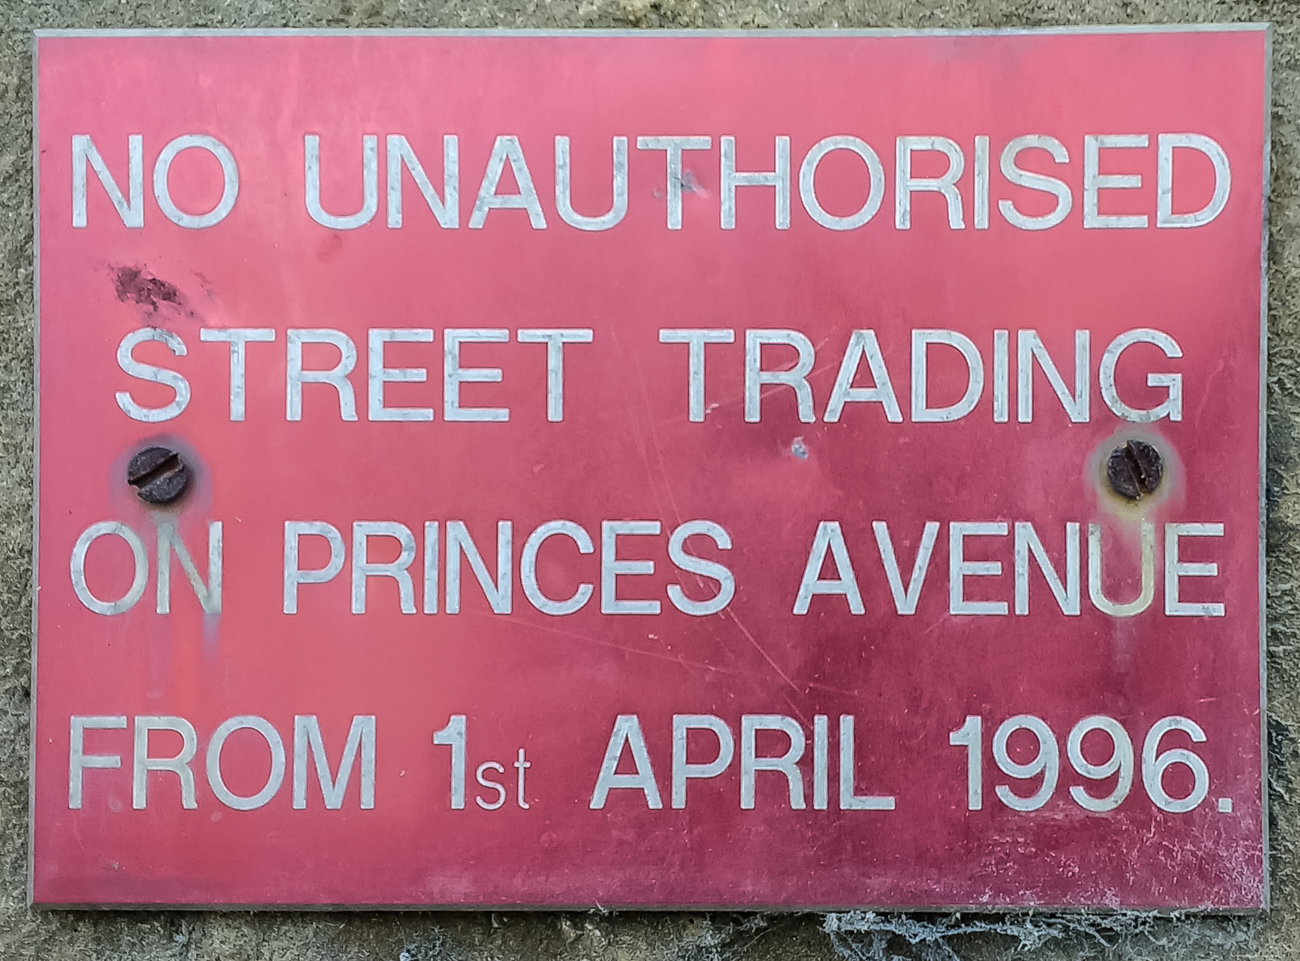 NO UNAUTHORISED
STREET TRADING
ON PRINCES AVENUE
FROM 1st APRIL 1996.